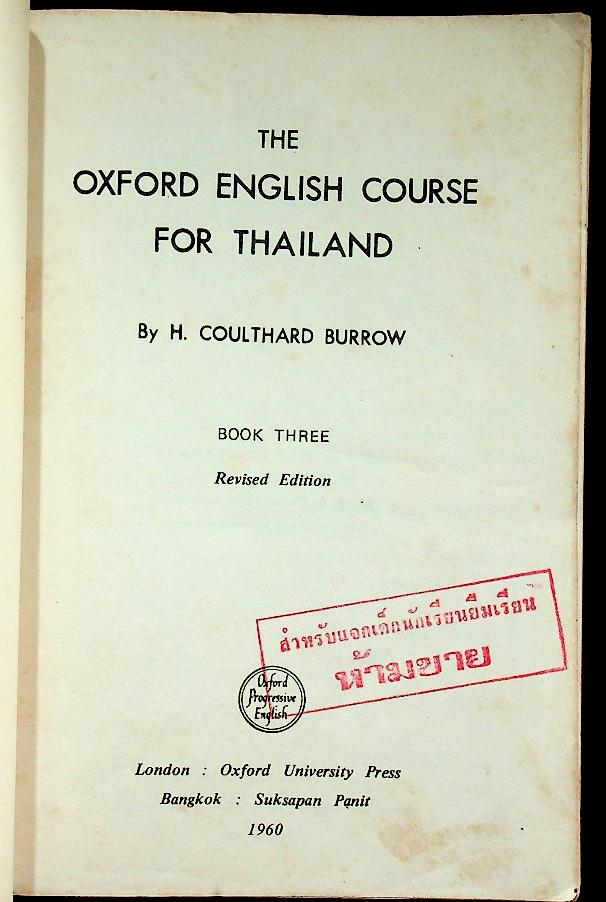 THE
OXFORD ENGLISH COURSE
FOR THAILAND
By H. COULTHARD BURROW
BOOK THREE
Revised Edition
สำหรับแจกเด็กนักเรียนยืมเรียน
ห้ามขาย
Oxford
Progressive
English
London : Oxford University Press
Bangkok : Suksapan Panit
1960